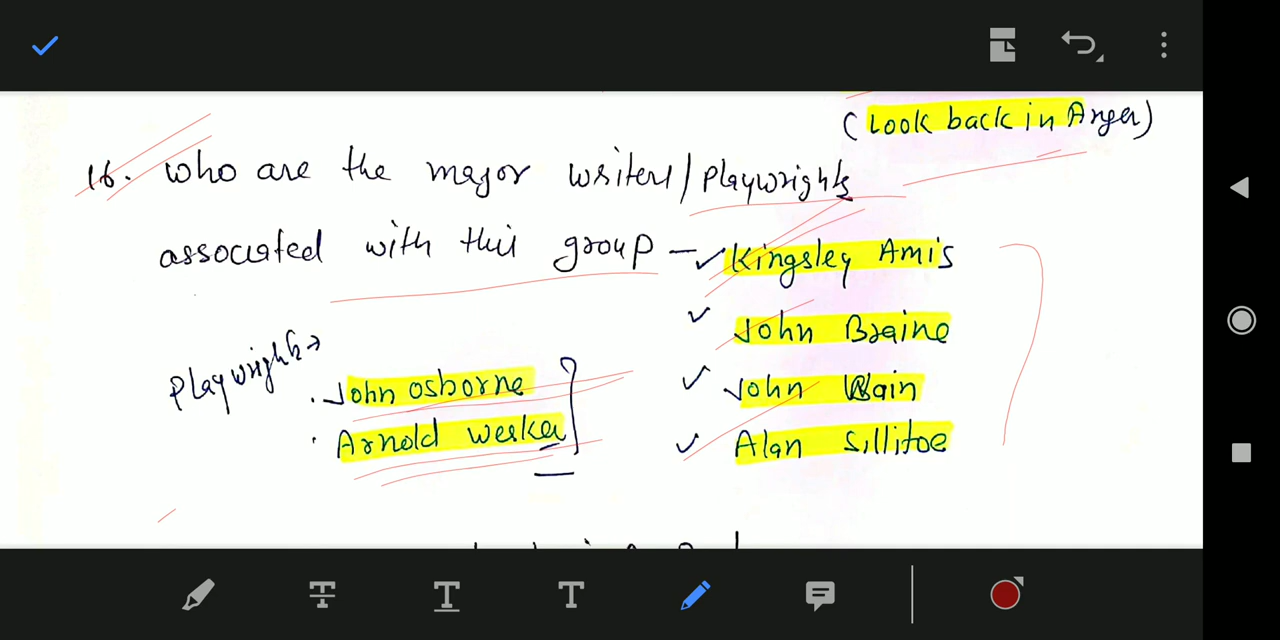 (Look back in Anger)
16. who are the major writers/Playwrights
associated with this group – Kingsley Amis
John Braine
Playwrights →
John Wain
. John Osborne
Alan Sillitoe
. Arnold Wesker